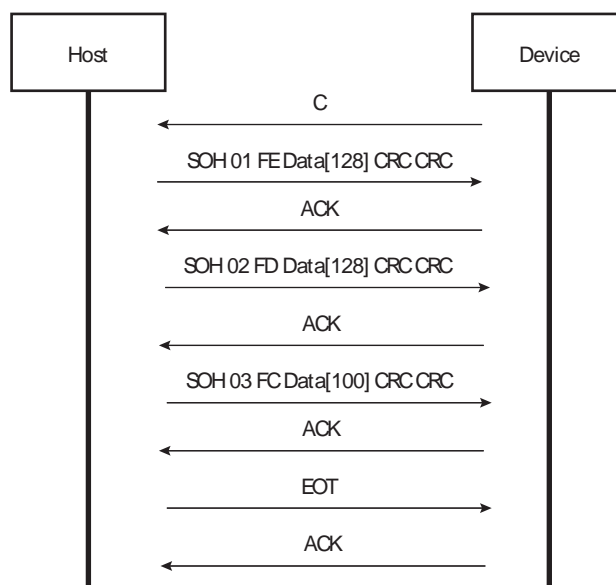 Host
Device
C
SOH 01 FE Data[128] CRC CRC
ACK
SOH 02 FD Data[128] CRC CRC
ACK
SOH 03 FC Data[100] CRC CRC
ACK
EOT
ACK